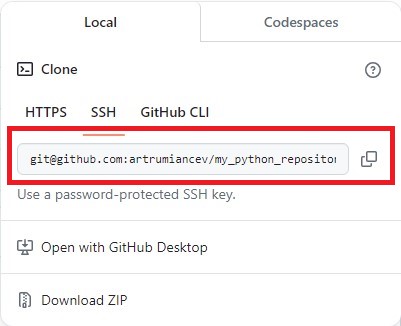 Local
Codespaces
Clone
HTTPS SSH GitHub CLI
git@github.com:artrumiancev/my_python_repositor
Use a password-protected SSH key.
Open with GitHub Desktop
Download ZIP